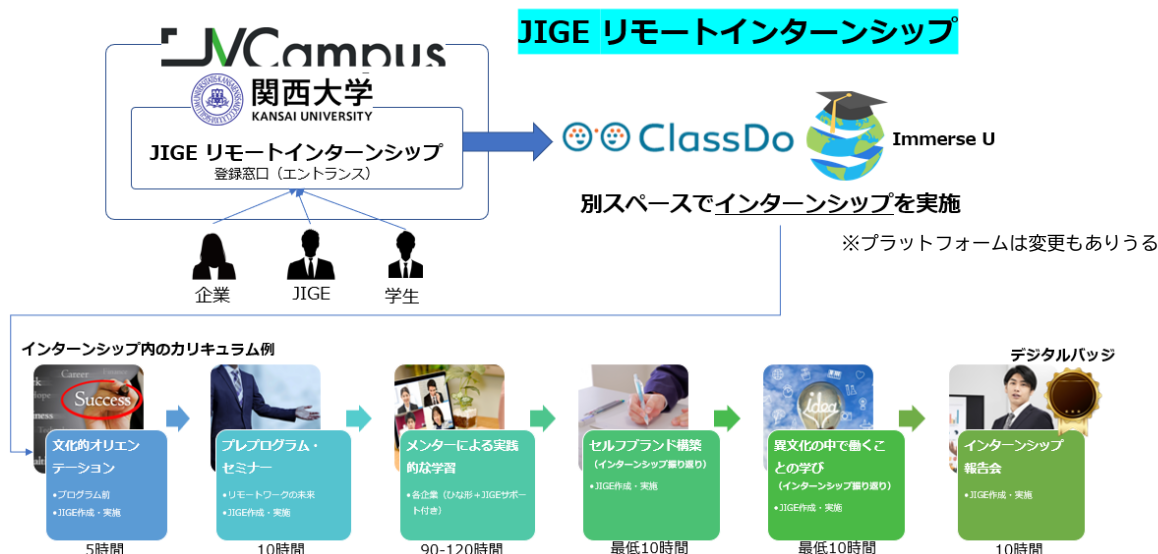 JIGE リモートインターンシップ
JVCampus
関西大学
KANSAI UNIVERSITY
JIGE リモートインターンシップ
登録窓口（エントランス）
ClassDo
Immerse U
別スペースでインターンシップを実施
※プラットフォームは変更もありうる
企業
JIGE
学生
インターンシップ内のカリキュラム例
デジタルバッジ
Career
Success
idea
文化的オリエン
テーション
•プログラム前
•JIGE作成・実施
5時間
プレプログラム・
セミナー
•リモートワークの未来
•JIGE作成・実施
10時間
メンターによる実践
的な学習
•各企業（ひな形＋JIGEサポー
ト付き）
90-120時間
セルフブランド構築
（インターンシップ振り返り）
•JIGE作成・実施
最低10時間
異文化の中で働くこ
との学び
（インターンシップ振り返り）
•JIGE作成・実施
最低10時間
インターンシップ
報告会
•JIGE作成・実施
10時間